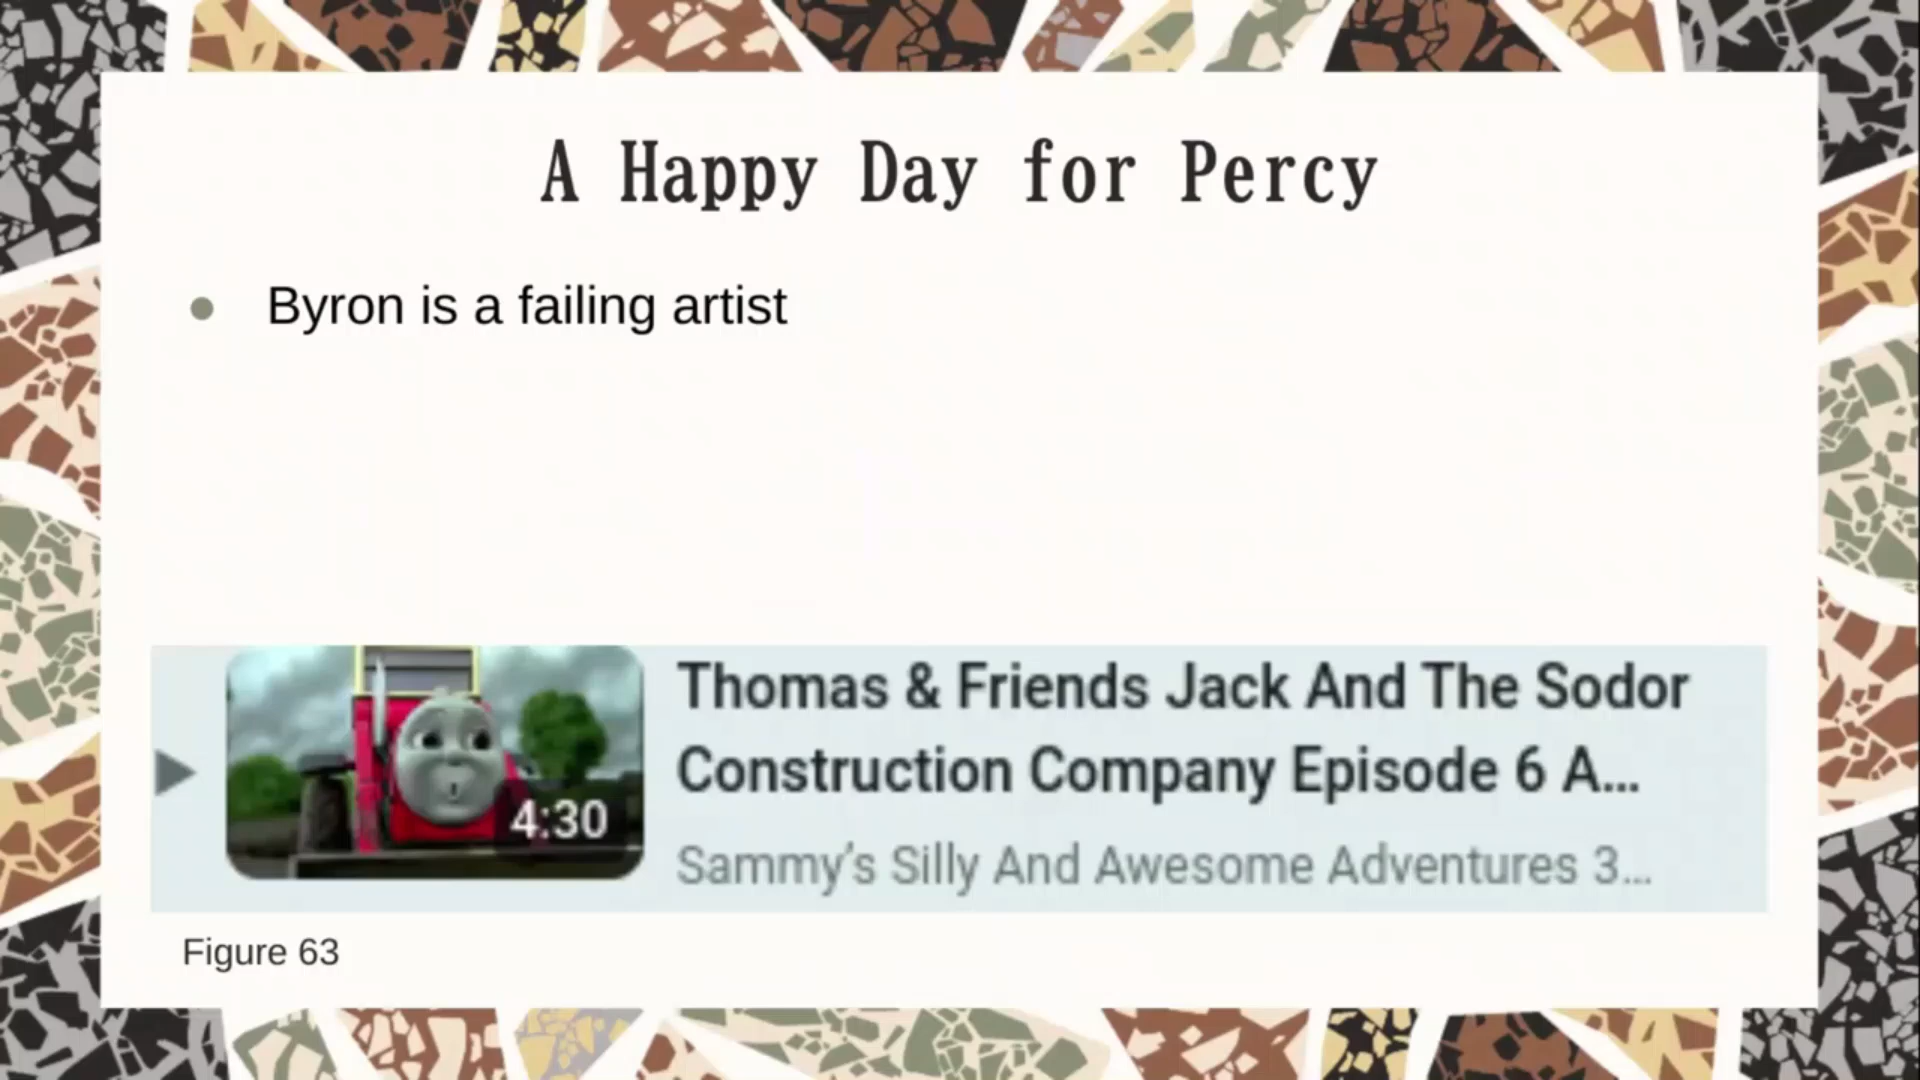 A Happy Day for Percy
Byron is a failing artist
4:30
Thomas & Friends Jack And The Sodor
Construction Company Episode 6 A...
Sammy's Silly And Awesome Adventures 3...
Figure 63